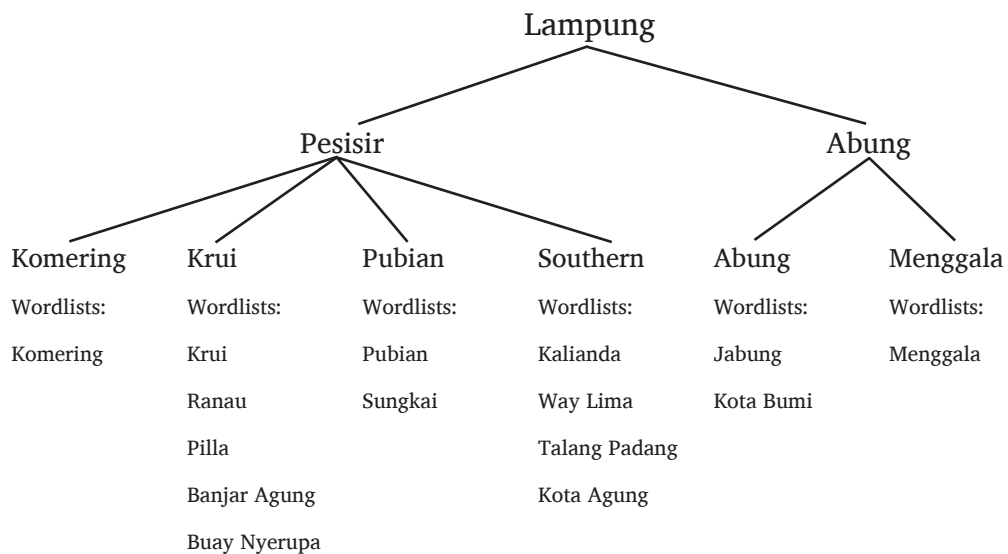 Lampung
Pesisir Abung
Komering Krui Pubian Southern Abung Menggala
Wordlists: Wordlists: Wordlists: Wordlists: Wordlists: Wordlists:
Komering Krui Pubian Kalianda Jabung Menggala
Ranau Sungkai Way Lima Kota Bumi
Pilla Talang Padang
Banjar Agung Kota Agung
Buay Nyerupa